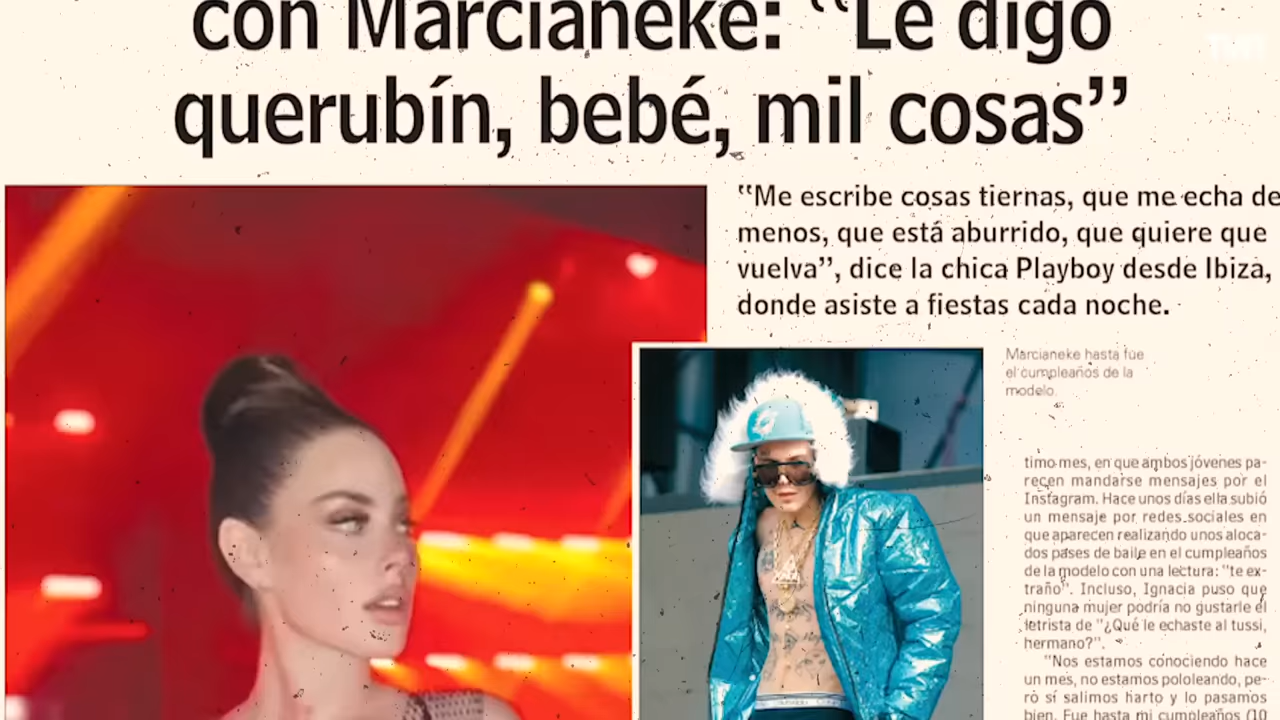 con Marcianeke: “Le digo
querubín, bebé, mil cosas”
“Me escribe cosas tiernas, que me echa de
menos, que está aburrido, que quiere que
vuelva”, dice la chica Playboy desde Ibiza,
donde asiste a fiestas cada noche.
Marcianeke hasta fue
el cumpleaños de la
modelo.
timo mes, en que ambos jóvenes pa-
recen mandarse mensajes por el
Instagram. Hace unos días ella subió
un mensaje por redes sociales en
que aparecen realizando unos aloca-
dos pases de baile en el cumpleaños
de la modelo con una lectura: "te ex-
traño". Incluso, Ignacia puso que
ninguna mujer podría no gustarle el
letrista de "¿Qué le echaste al tussi,
hermano?".
"Nos estamos conociendo hace
un mes, no estamos pololeando, pe-
ro sí salimos harto y lo pasamos
bien. Fue hasta mi cumpleaños (10